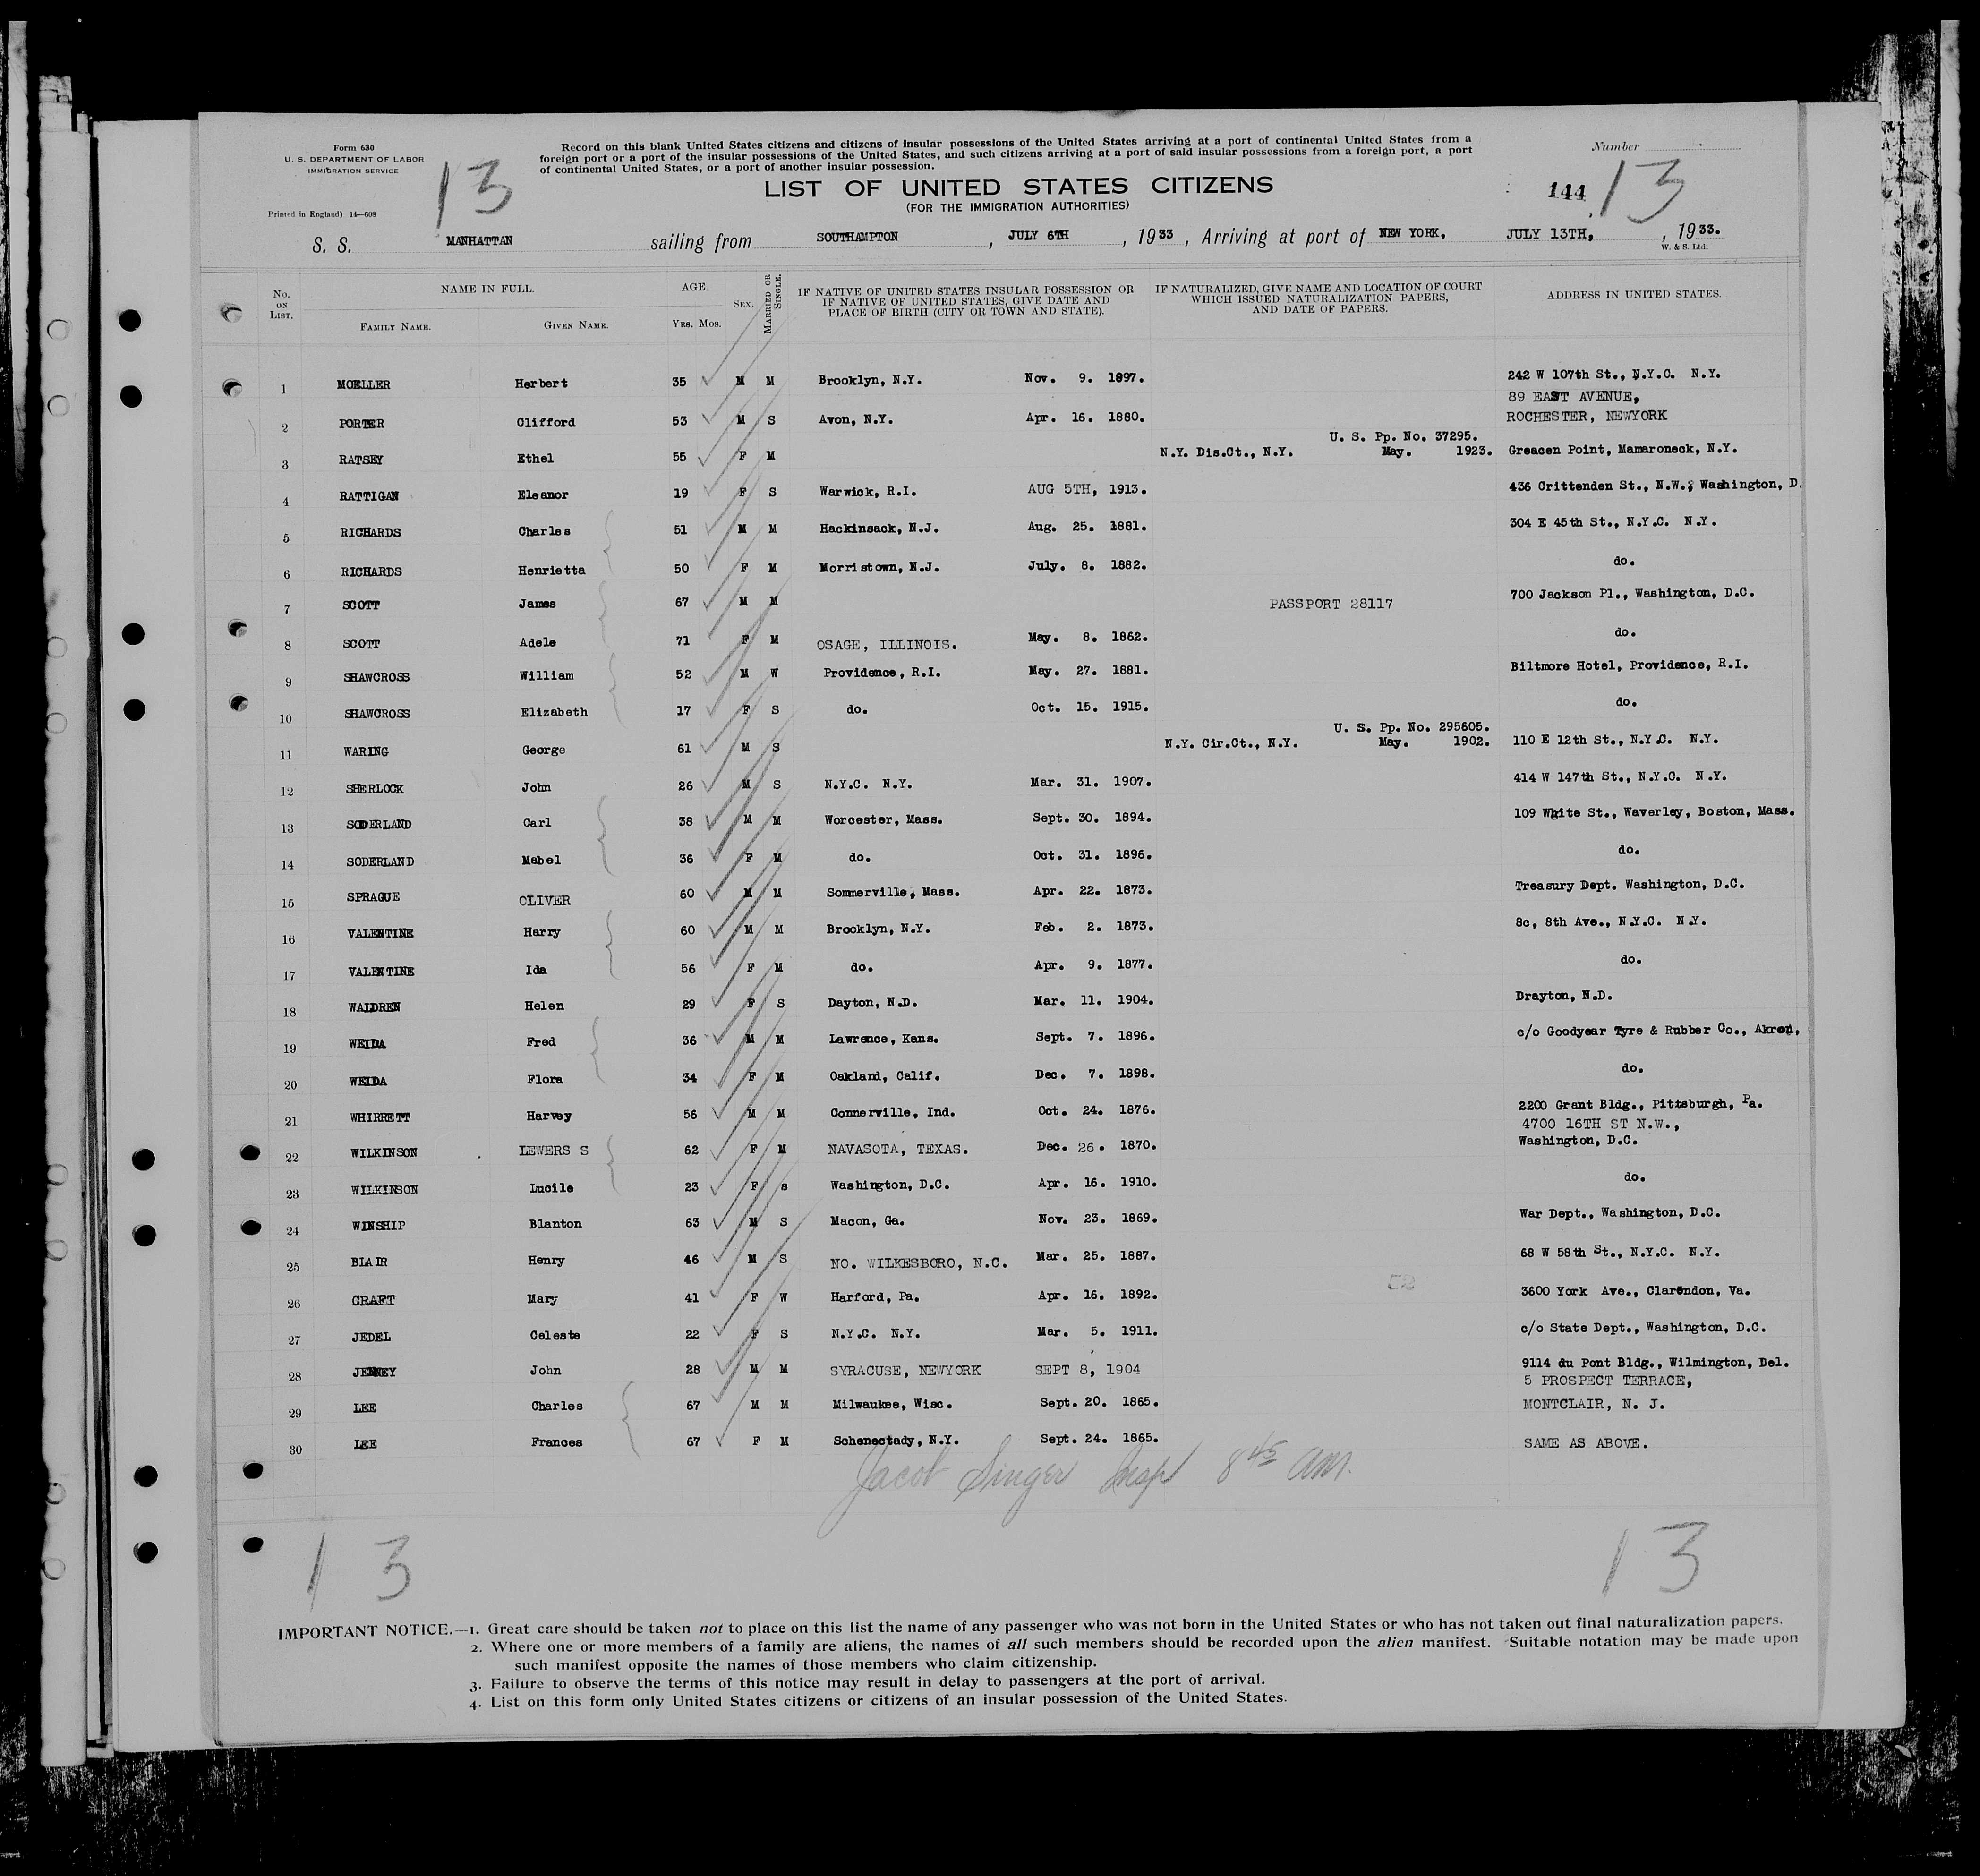 Form 630
U. S. DEPARTMENT OF LABOR
IMMIGRATION SERVICE
Printed in England) 14—608
13
Record on this blank United States citizens and citizens of insular possessions of the United States arriving at a port of continental United States from a
foreign port or a port of the insular possessions of the United States, and such citizens arriving at a port of said insular possessions from a foreign port, a port
of continental United States, or a port of another insular possession.
LIST OF UNITED STATES CITIZENS
(FOR THE IMMIGRATION AUTHORITIES)
Number
144 13
S. S. MANHATTAN sailing from SOUTHAMPTON, JULY 6TH, 1933, Arriving at port of NEW YORK, JULY 13TH, , 1933.
W. & S. Ltd.
No. ON LIST. NAME IN FULL. FAMILY NAME. GIVEN NAME. AGE. YRS. MOS. SEX. MARRIED OR SINGLE. IF NATIVE OF UNITED STATES INSULAR POSSESSION OR IF NATIVE OF UNITED STATES, GIVE DATE AND PLACE OF BIRTH (CITY OR TOWN AND STATE). IF NATURALIZED, GIVE NAME AND LOCATION OF COURT WHICH ISSUED NATURALIZATION PAPERS, AND DATE OF PAPERS. ADDRESS IN UNITED STATES.
1 MOELLER Herbert 35 M M Brooklyn, N.Y. Nov. 9. 1897. 242 W 107th St., N.Y.C. N.Y.
89 EAST AVENUE,
2 PORTER Clifford 53 M S Avon, N.Y. Apr. 16. 1880. ROCHESTER, NEWYORK
U. S. Pp. No. 37295.
3 RATSEY Ethel 55 F M N.Y. Dis.Ct., N.Y. May. 1923. Greacen Point, Mamaroneck, N.Y.
4 RATTIGAN Eleanor 19 F S Warwick, R.I. AUG 5TH, 1913. 436 Crittenden St., N.W., Washington, D.
5 RICHARDS Charles 51 M M Hackinsack, N.J. Aug. 25. 1881. 304 E 45th St., N.Y.C. N.Y.
6 RICHARDS Henrietta 50 F M Morristown, N.J. July. 8. 1882. do.
7 SCOTT James 67 M M PASSPORT 28117 700 Jackson Pl., Washington, D.C.
8 SCOTT Adele 71 F M OSAGE, ILLINOIS. May. 8. 1862. do.
9 SHAWCROSS William 52 M W Providence, R.I. May. 27. 1881. Biltmore Hotel, Providence, R.I.
10 SHAWCROSS Elizabeth 17 F S do. Oct. 15. 1915. do.
U. S. Pp. No. 295605.
11 WARING George 61 M S N.Y. Cir.Ct., N.Y. May. 1902. 110 E 12th St., N.Y.C. N.Y.
12 SHERLOCK John 26 M S N.Y.C. N.Y. Mar. 31. 1907. 414 W 147th St., N.Y.C. N.Y.
13 SODERLAND Carl 38 M M Worcester, Mass. Sept. 30. 1894. 109 White St., Waverley, Boston, Mass.
14 SODERLAND Mabel 36 F M do. Oct. 31. 1896. do.
15 SPRAGUE OLIVER 60 M M Sommerville, Mass. Apr. 22. 1873. Treasury Dept. Washington, D.C.
16 VALENTINE Harry 60 M M Brooklyn, N.Y. Feb. 2. 1873. 8c, 8th Ave., N.Y.C. N.Y.
17 VALENTINE Ida 56 F M do. Apr. 9. 1877. do.
18 WALDREN Helen 29 F S Dayton, N.D. Mar. 11. 1904. Drayton, N.D.
19 WEIDA Fred 36 M M Lawrence, Kans. Sept. 7. 1896. c/o Goodyear Tyre & Rubber Co., Akron,
20 WEIDA Flora 34 F M Oakland, Calif. Dec. 7. 1898. do.
21 WHIRRETT Harvey 56 M M Connerville, Ind. Oct. 24. 1876. 2200 Grant Bldg., Pittsburgh, Pa.
4700 16TH ST N.W.,
22 WILKINSON LEWERS S 62 F M NAVASOTA, TEXAS. Dec. 26. 1870. Washington, D.C.
23 WILKINSON Lucile 23 F s Washington, D.C. Apr. 16. 1910. do.
24 WINSHIP Blanton 63 M S Macon, Ga. Nov. 23. 1869. War Dept., Washington, D.C.
25 BLAIR Henry 46 M S NO. WILKESBORO, N.C. Mar. 25. 1887. 68 W 58th St., N.Y.C. N.Y.
26 CRAFT Mary 41 F W Harford, Pa. Apr. 16. 1892. 3600 York Ave., Clarendon, Va.
27 JEDEL Celeste 22 F S N.Y.C. N.Y. Mar. 5. 1911. c/o State Dept., Washington, D.C.
28 JENNEY John 28 M M SYRACUSE, NEWYORK SEPT 8, 1904 9114 du Pont Bldg., Wilmington, Del.
5 PROSPECT TERRACE,
29 LEE Charles 67 M M Milwaukee, Wisc. Sept. 20. 1865. MONTCLAIR, N. J.
30 LEE Frances 67 F M Schenectady, N.Y. Sept. 24. 1865. SAME AS ABOVE.
Jacob Singer Insp 8 45 am.
13 13
IMPORTANT NOTICE.—1. Great care should be taken not to place on this list the name of any passenger who was not born in the United States or who has not taken out final naturalization papers.
2. Where one or more members of a family are aliens, the names of all such members should be recorded upon the alien manifest. Suitable notation may be made upon
such manifest opposite the names of those members who claim citizenship.
3. Failure to observe the terms of this notice may result in delay to passengers at the port of arrival.
4. List on this form only United States citizens or citizens of an insular possession of the United States.